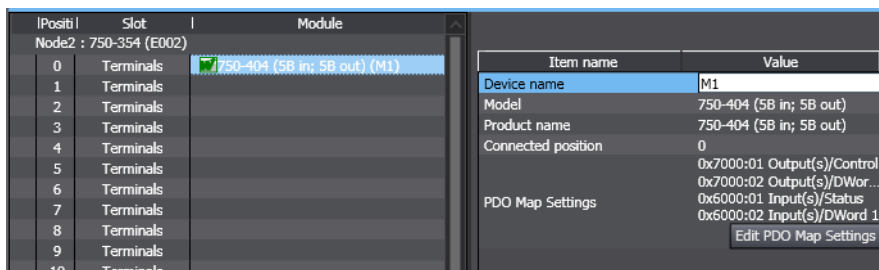 Positi Slot Module
Node2 : 750-354 (E002)
0 Terminals 750-404 (5B in; 5B out) (M1)
1 Terminals
2 Terminals
3 Terminals
4 Terminals
5 Terminals
6 Terminals
7 Terminals
8 Terminals
9 Terminals
10 Terminals
Item name Value
Device name M1
Model 750-404 (5B in; 5B out)
Product name 750-404 (5B in; 5B out)
Connected position 0
PDO Map Settings
0x7000:01 Output(s)/Control
0x7000:02 Output(s)/DWor...
0x6000:01 Input(s)/Status
0x6000:02 Input(s)/DWord 1
Edit PDO Map Settings